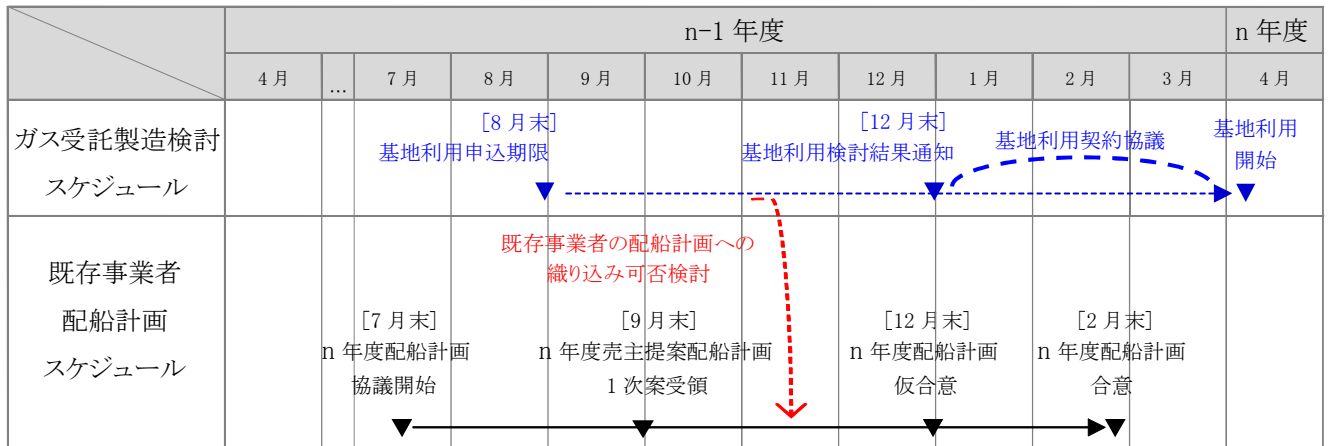 n-1 年度
n 年度
4 月
...
7 月
8 月
9 月
10 月
11 月
12 月
1 月
2 月
3 月
4 月
ガス受託製造検討
スケジュール
[8 月末]
基地利用申込期限
[12 月末]
基地利用検討結果通知
基地利用契約協議
基地利用
開始
既存事業者の配船計画への
織り込み可否検討
既存事業者
配船計画
スケジュール
[7 月末]
n 年度配船計画
協議開始
[9 月末]
n 年度売主提案配船計画
1 次案受領
[12 月末]
n 年度配船計画
仮合意
[2 月末]
n 年度配船計画
合意